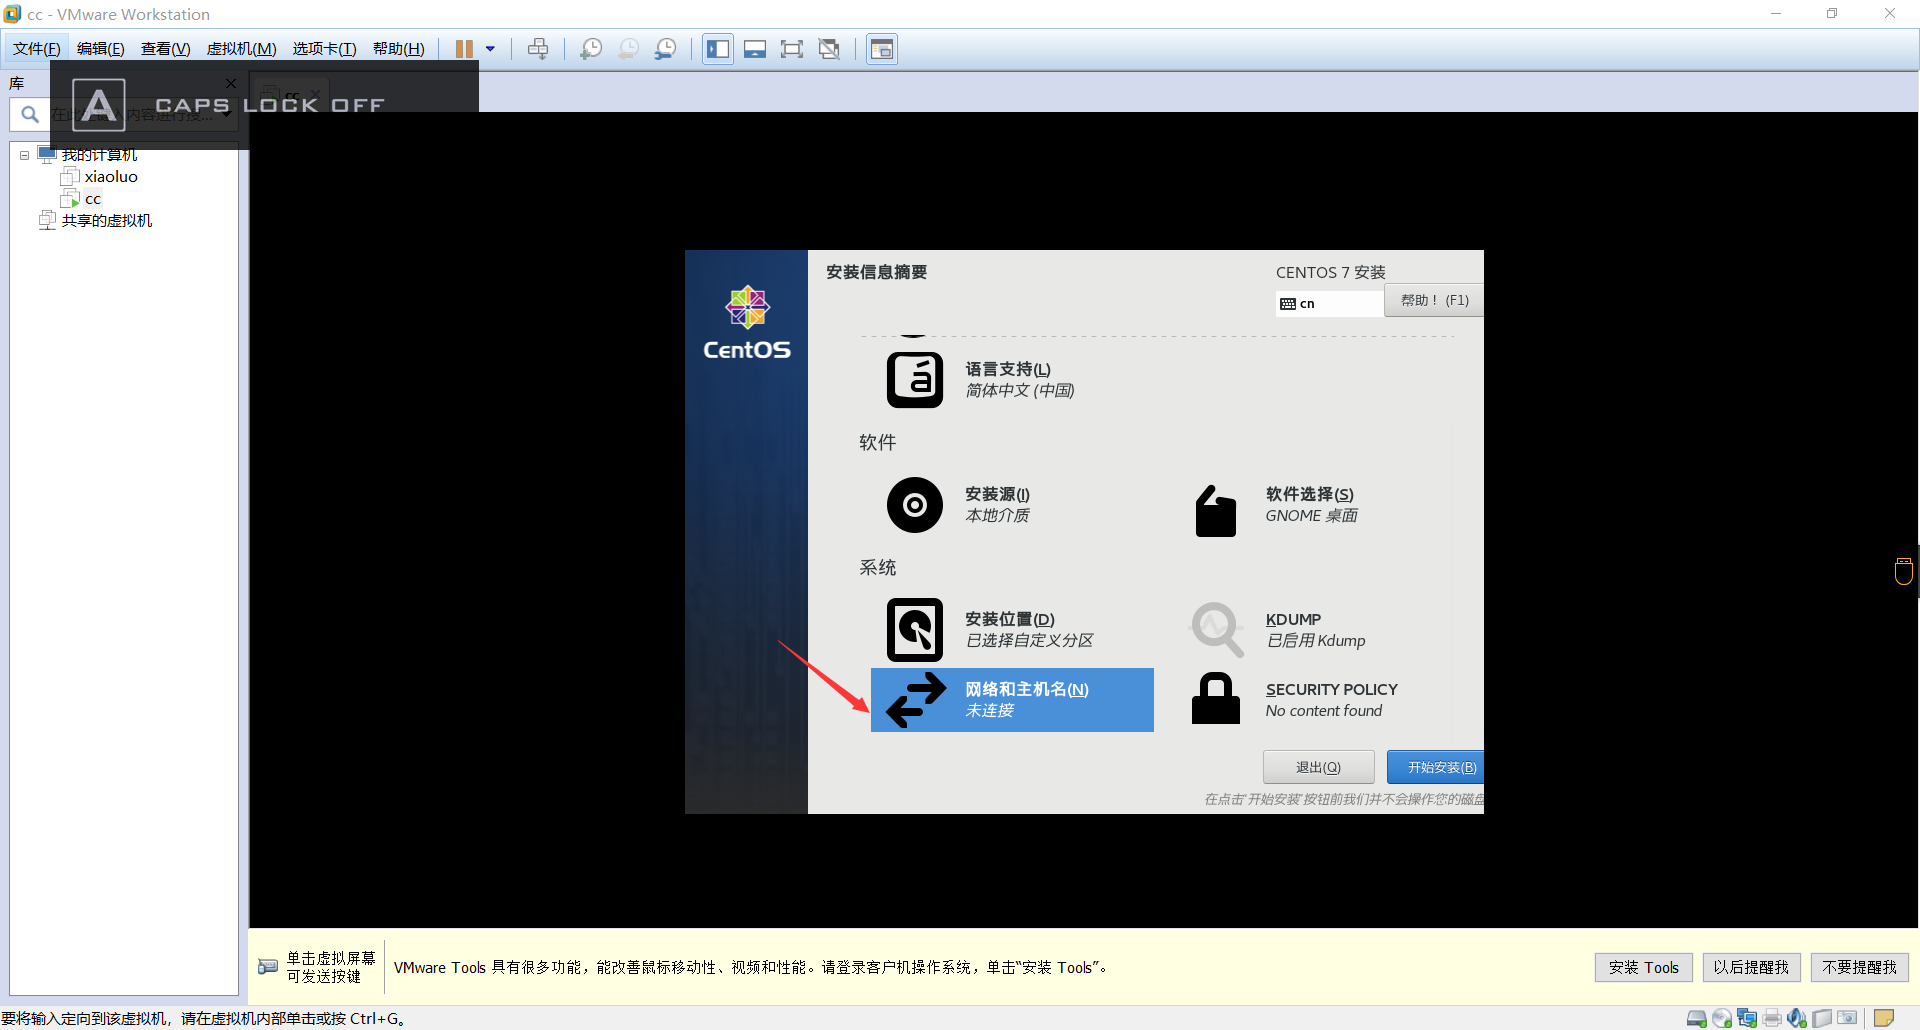 cc - VMware Workstation
文件(F) 编辑(E) 查看(V) 虚拟机(M) 选项卡(T) 帮助(H)
库
A CAPS LOCK OFF
cc
我的计算机
xiaoluo
cc
共享的虚拟机
CentOS
安装信息摘要
CENTOS 7 安装
cn
帮助！ (F1)
语言支持(L)
简体中文 (中国)
软件
安装源(I)
本地介质
软件选择(S)
GNOME 桌面
系统
安装位置(D)
已选择自定义分区
KDUMP
已启用 Kdump
网络和主机名(N)
未连接
SECURITY POLICY
No content found
退出(Q)
开始安装(B)
在点击'开始安装'按钮前我们并不会操作您的磁盘
单击虚拟屏幕
可发送按键
VMware Tools 具有很多功能，能改善鼠标移动性、视频和性能。请登录客户机操作系统，单击“安装 Tools”。
安装 Tools
以后提醒我
不要提醒我
要将输入定向到该虚拟机，请在虚拟机内部单击或按 Ctrl+G。